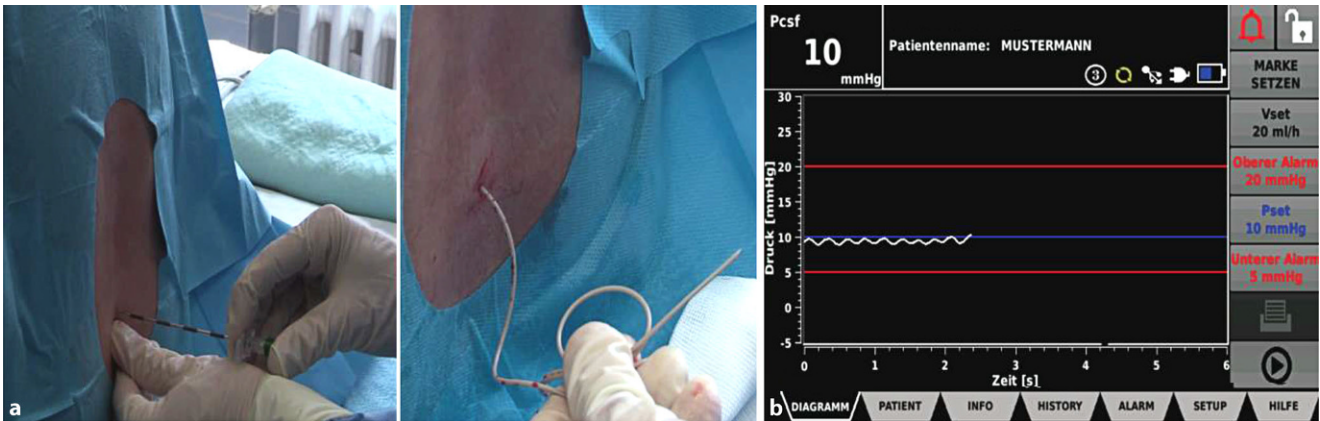 a
Pcsf
10
mmHg
Patientenname: MUSTERMANN
3
MARKE
SETZEN
Vset
20 ml/h
Oberer Alarm
20 mmHg
Pset
10 mmHg
Unterer Alarm
5 mmHg
Druck [mmHg]
30
25
20
15
10
5
0
-5
0 1 2 3 4 5 6
Zeit [s]
b
DIAGRAMM PATIENT INFO HISTORY ALARM SETUP HILFE